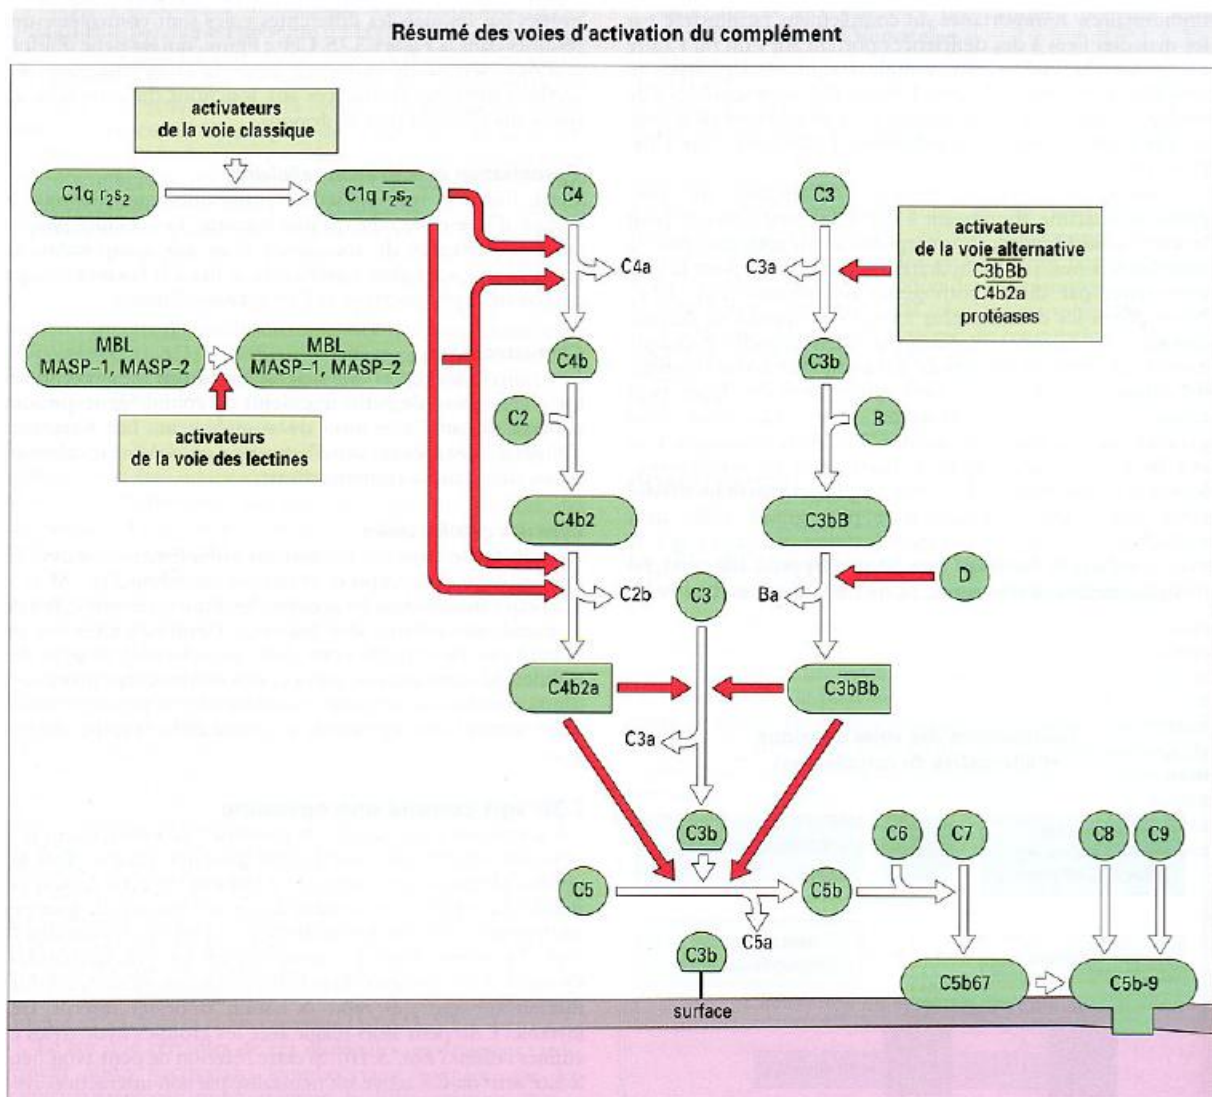 Résumé des voies d’activation du complément
activateurs
de la voie classique
C1q r₂s₂
C1q r₂s₂
C4
C3
activateurs
de la voie alternative
C3bBb
C4b2a
protéases
C4a
C3a
MBL
MASP–1, MASP–2
MBL
MASP–1, MASP–2
C4b
C3b
activateurs
de la voie des lectines
C2
B
C4b2
C3bB
C2b
C3
Ba
D
C4b2a
C3bBb
C3a
C3b
C6
C7
C8
C9
C5
C5b
C5a
C3b
C5b67
C5b-9
surface